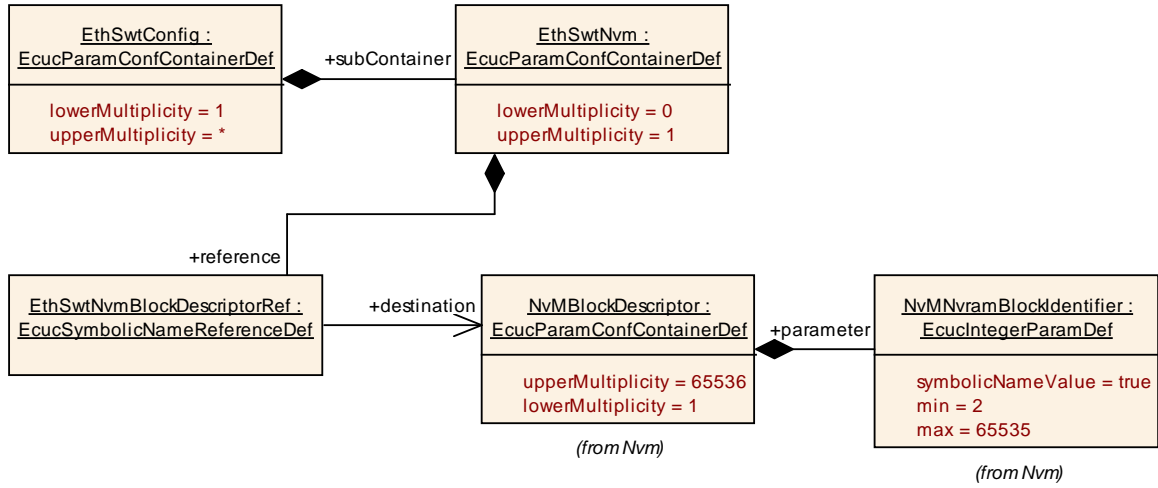 EthSwtConfig :
EcucParamConfContainerDef
lowerMultiplicity = 1
upperMultiplicity = *
+subContainer
EthSwtNvm :
EcucParamConfContainerDef
lowerMultiplicity = 0
upperMultiplicity = 1
+reference
EthSwtNvmBlockDescriptorRef :
EcucSymbolicNameReferenceDef
+destination
NvMBlockDescriptor :
EcucParamConfContainerDef
upperMultiplicity = 65536
lowerMultiplicity = 1
(from Nvm)
+parameter
NvMNvramBlockIdentifier :
EcucIntegerParamDef
symbolicNameValue = true
min = 2
max = 65535
(from Nvm)